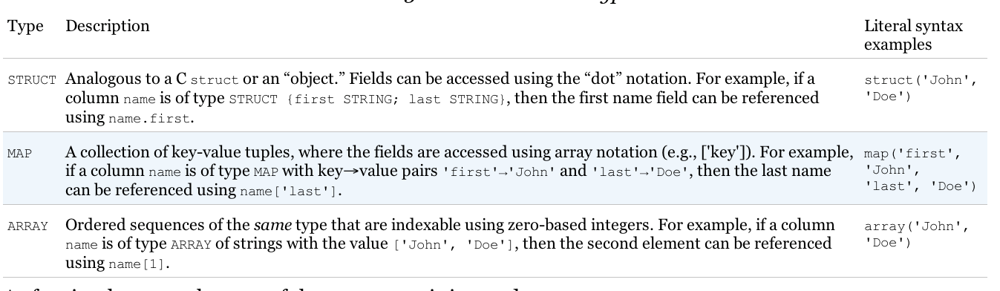 Type Description Literal syntax
examples
STRUCT Analogous to a C struct or an “object.” Fields can be accessed using the “dot” notation. For example, if a struct('John',
column name is of type STRUCT {first STRING; last STRING}, then the first name field can be referenced 'Doe')
using name.first.
MAP A collection of key-value tuples, where the fields are accessed using array notation (e.g., ['key']). For example, map('first',
if a column name is of type MAP with key→value pairs 'first'→'John' and 'last'→'Doe', then the last name 'John',
can be referenced using name['last']. 'last', 'Doe')
ARRAY Ordered sequences of the same type that are indexable using zero-based integers. For example, if a column array('John',
name is of type ARRAY of strings with the value ['John', 'Doe'], then the second element can be referenced 'Doe')
using name[1].